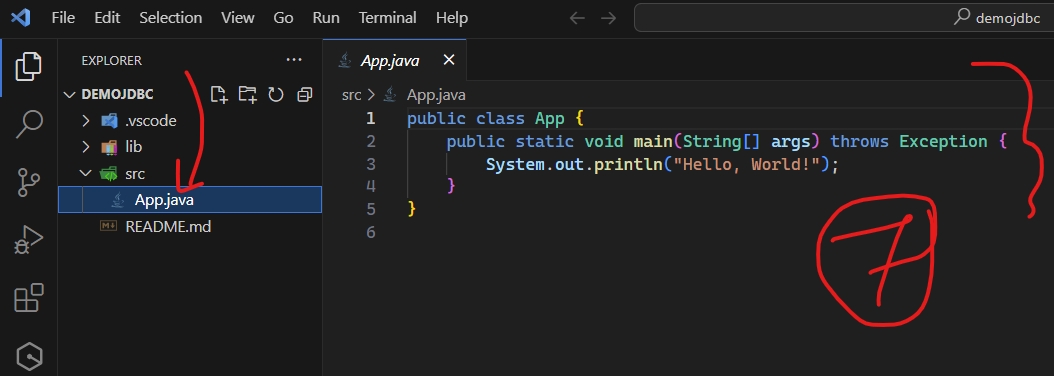 File Edit Selection View Go Run Terminal Help
demojdbc
EXPLORER
DEMOJDBC
.vscode
lib
src
App.java
README.md
App.java
src > App.java
1 public class App {
2 public static void main(String[] args) throws Exception {
3 System.out.println("Hello, World!");
4 }
5 }
6
7